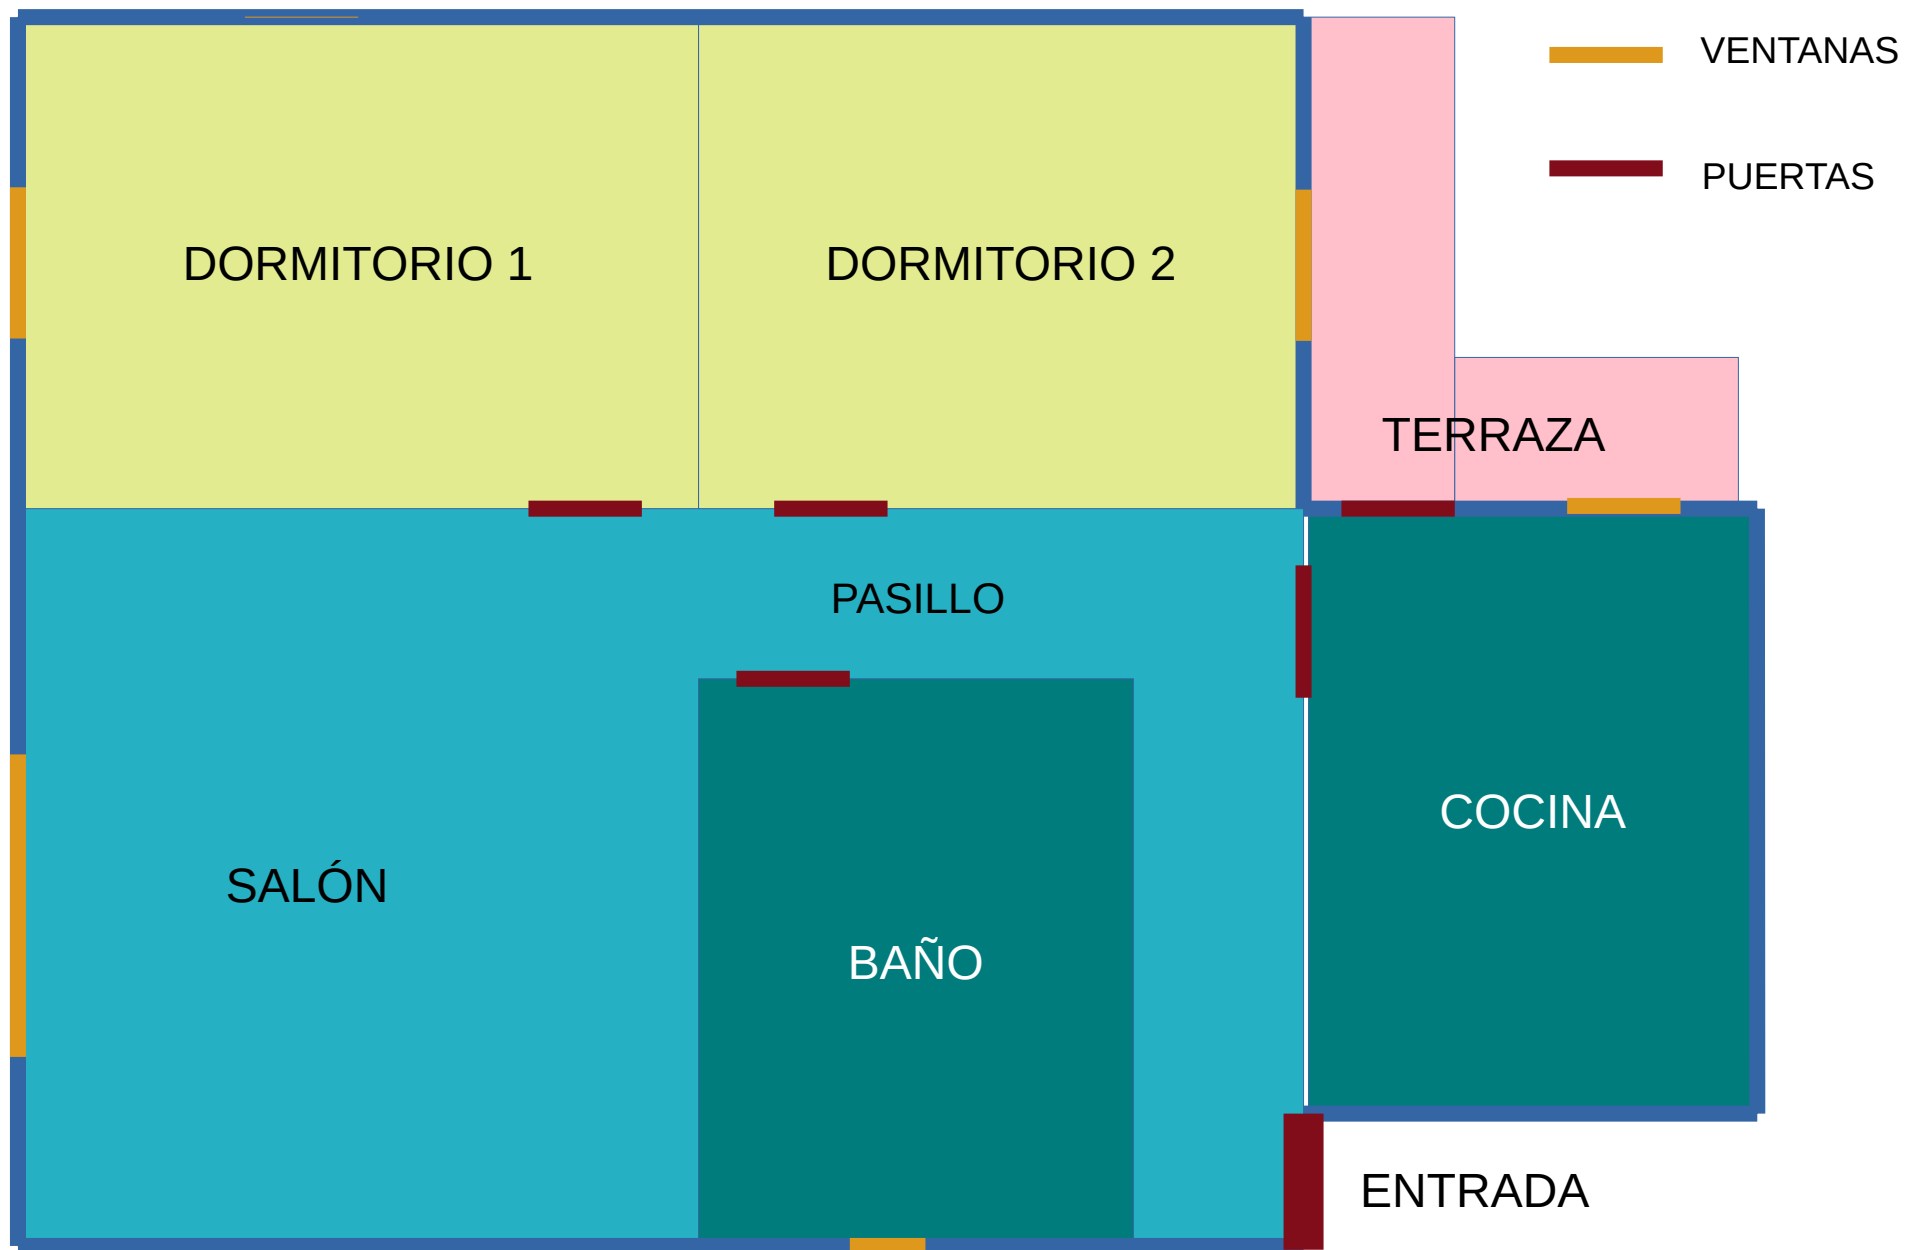 VENTANAS
PUERTAS
DORMITORIO 1
DORMITORIO 2
TERRAZA
PASILLO
COCINA
SALÓN
BAÑO
ENTRADA